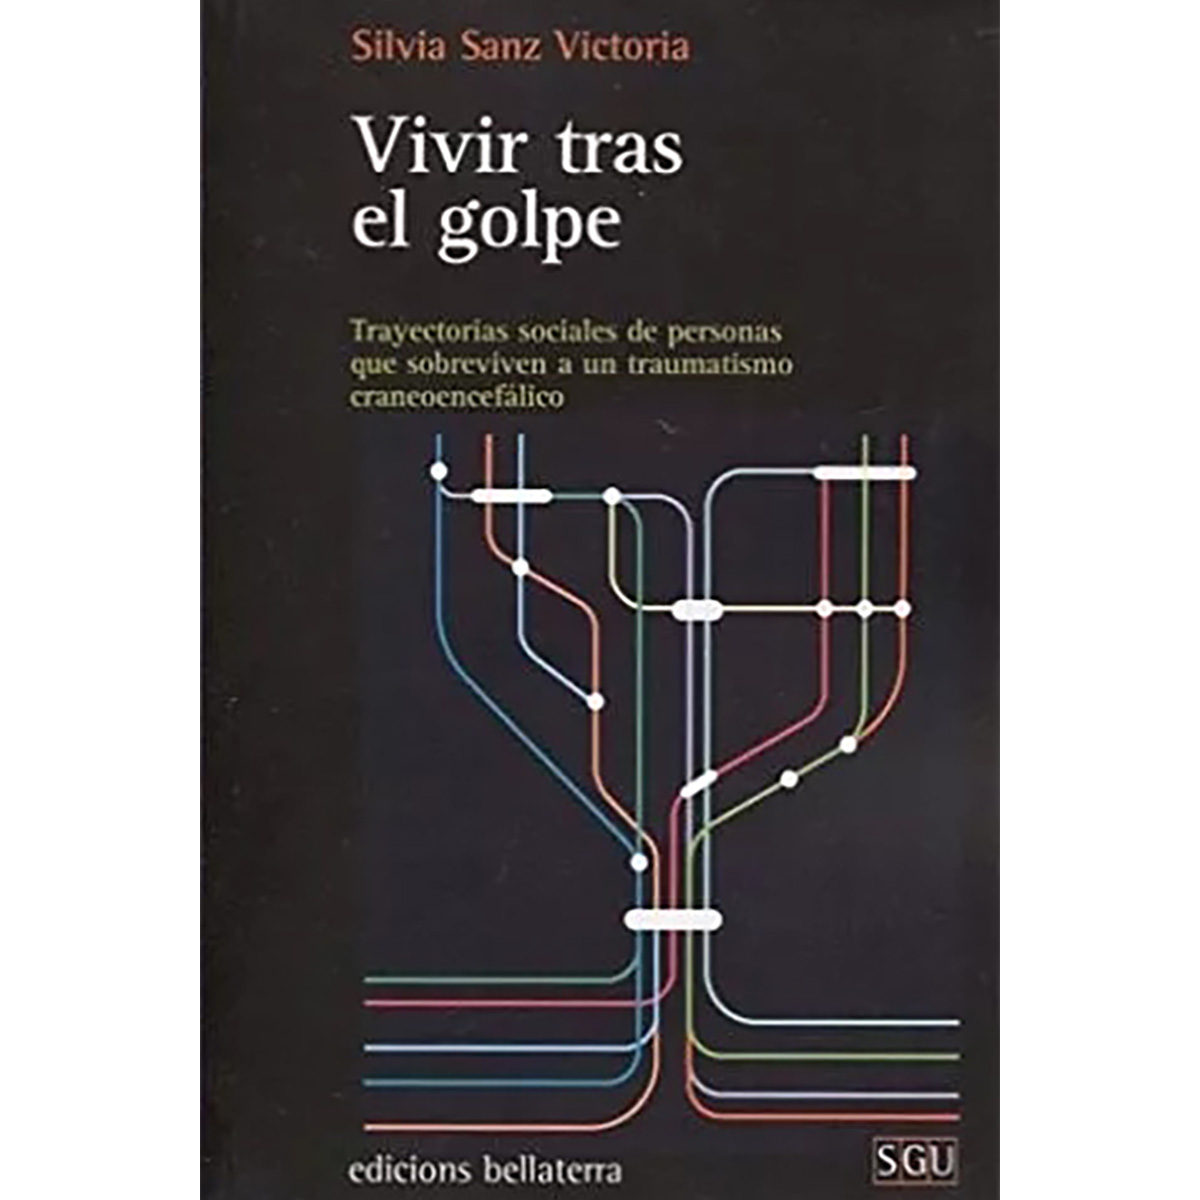 Silvia Sanz Victoria
Vivir tras
el golpe
Trayectorias sociales de personas
que sobreviven a un traumatismo
craneoencefálico
edicions bellaterra
SGU